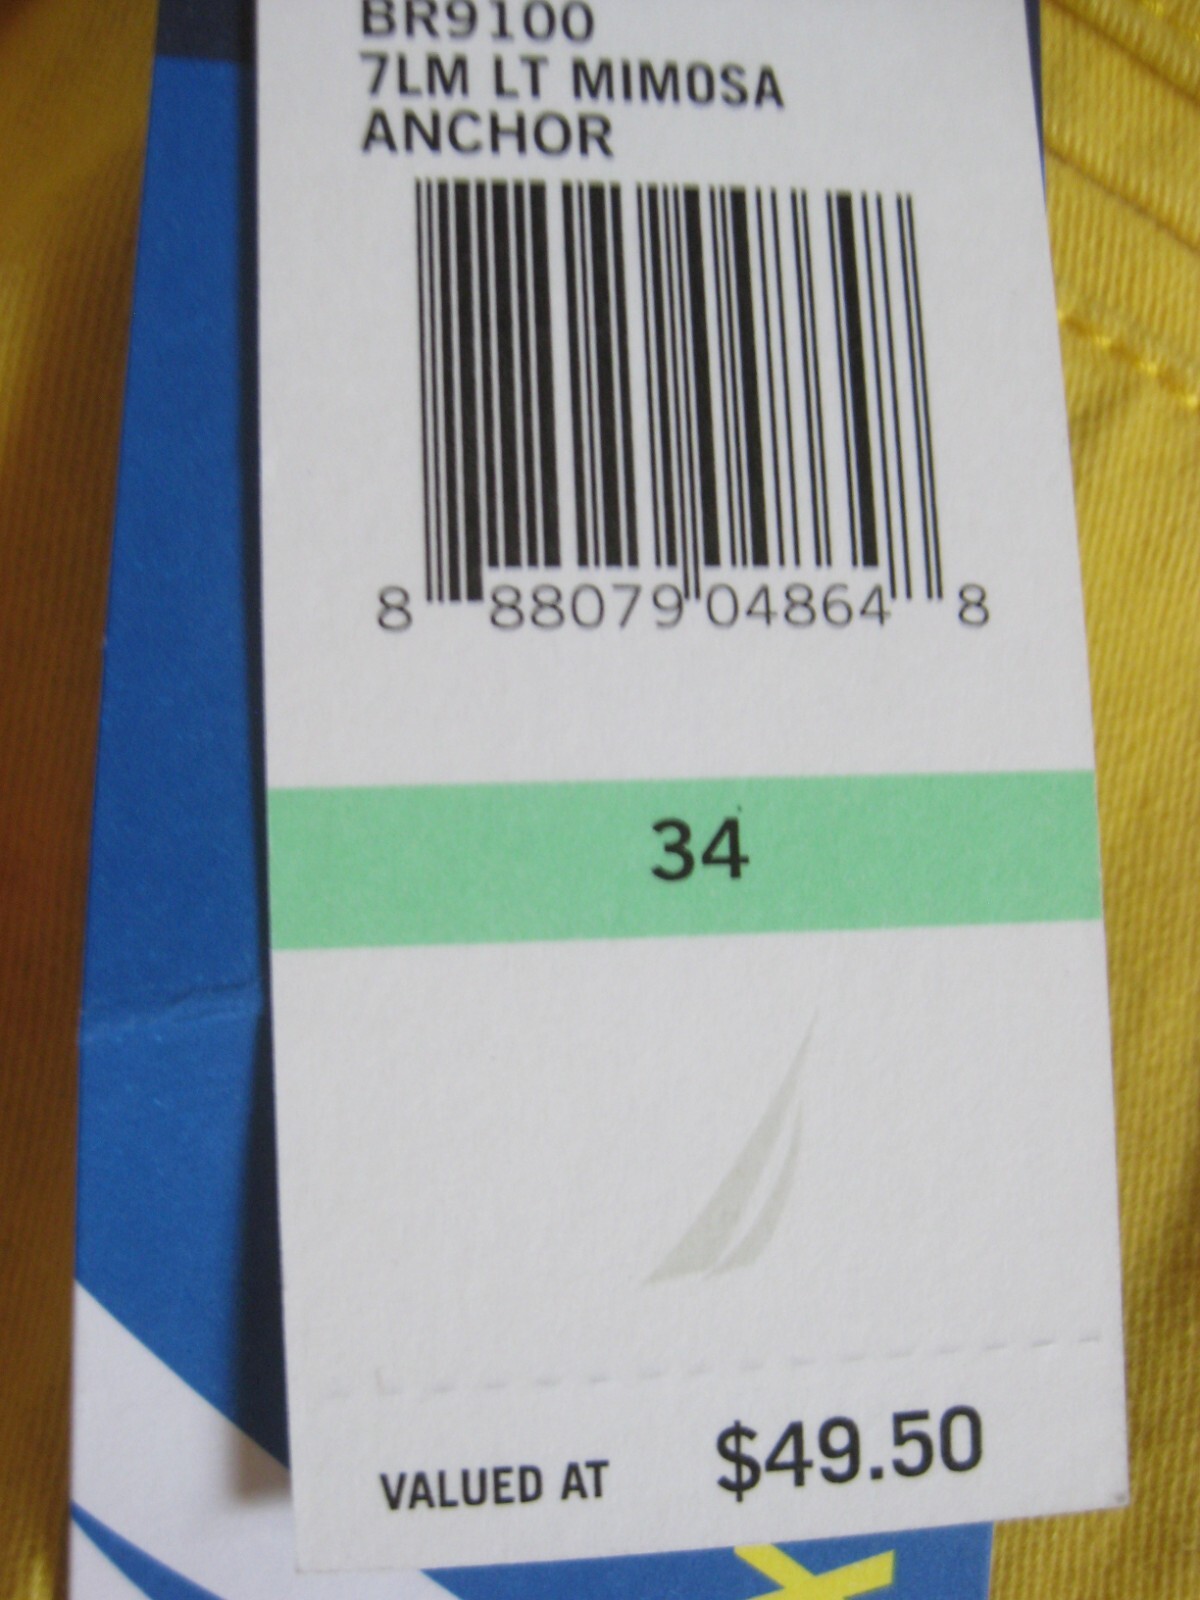 BR9100
7LM LT MIMOSA
ANCHOR
8 88079 04864 8
34
VALUED AT $49.50